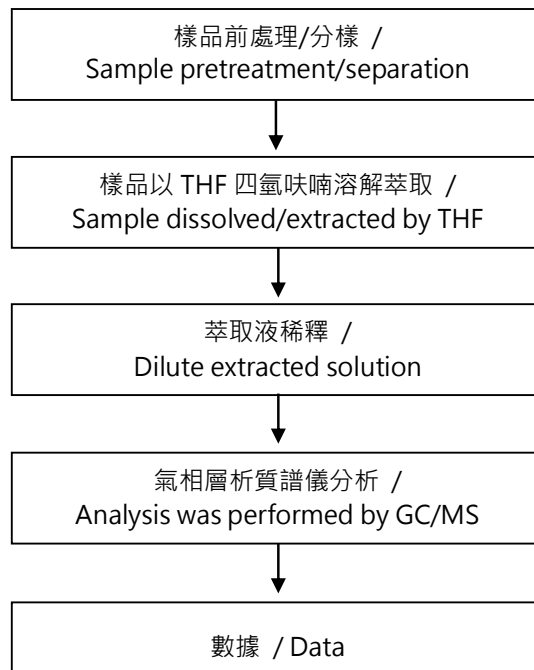 樣品前處理/分樣 /
Sample pretreatment/separation
樣品以 THF 四氫呋喃溶解萃取 /
Sample dissolved/extracted by THF
萃取液稀釋 /
Dilute extracted solution
氣相層析質譜儀分析 /
Analysis was performed by GC/MS
數據 / Data